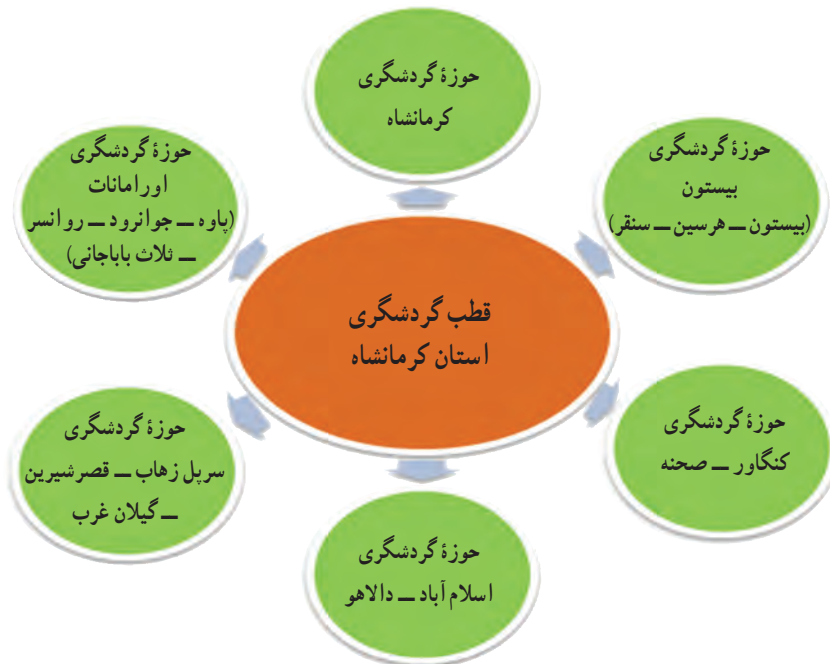 حوزهٔ گردشگری
کرمانشاه
حوزهٔ گردشگری
بیستون
(بیستون ــ هرسین ــ سنقر)
حوزهٔ گردشگری
اورامانات
(پاوه ــ جوانرود ــ روانسر
ــ ثلاث باباجانی)
قطب گردشگری
استان کرمانشاه
حوزهٔ گردشگری
کنگاور ــ صحنه
حوزهٔ گردشگری
سرپل زهاب ــ قصرشیرین
ــ گیلان غرب
حوزهٔ گردشگری
اسلام آباد ــ دالاهو